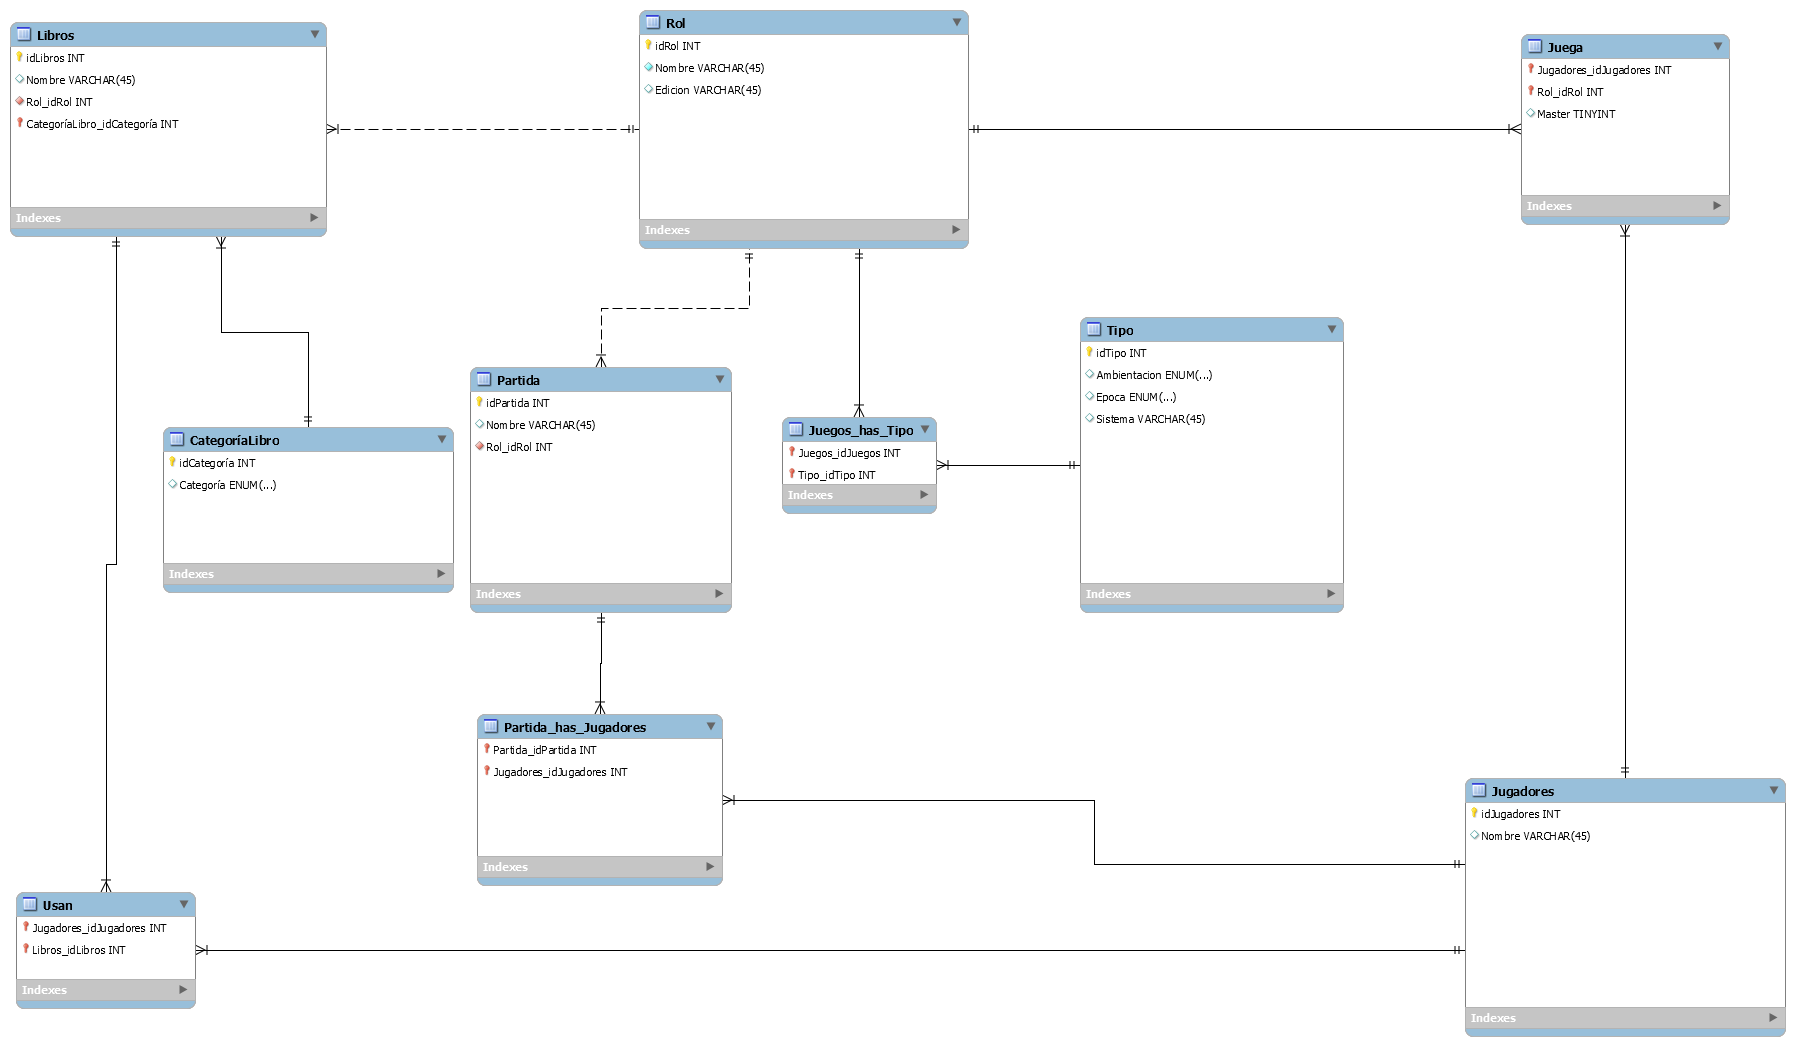 Libros
idLibros INT
Nombre VARCHAR(45)
Rol_idRol INT
CategoríaLibro_idCategoría INT
Indexes
Rol
idRol INT
Nombre VARCHAR(45)
Edicion VARCHAR(45)
Indexes
Juega
Jugadores_idJugadores INT
Rol_idRol INT
Master TINYINT
Indexes
Tipo
idTipo INT
Ambientacion ENUM(...)
Epoca ENUM(...)
Sistema VARCHAR(45)
Indexes
Partida
idPartida INT
Nombre VARCHAR(45)
Rol_idRol INT
Indexes
Juegos_has_Tipo
Juegos_idJuegos INT
Tipo_idTipo INT
Indexes
CategoríaLibro
idCategoría INT
Categoría ENUM(...)
Indexes
Partida_has_Jugadores
Partida_idPartida INT
Jugadores_idJugadores INT
Indexes
Jugadores
idJugadores INT
Nombre VARCHAR(45)
Indexes
Usan
Jugadores_idJugadores INT
Libros_idLibros INT
Indexes